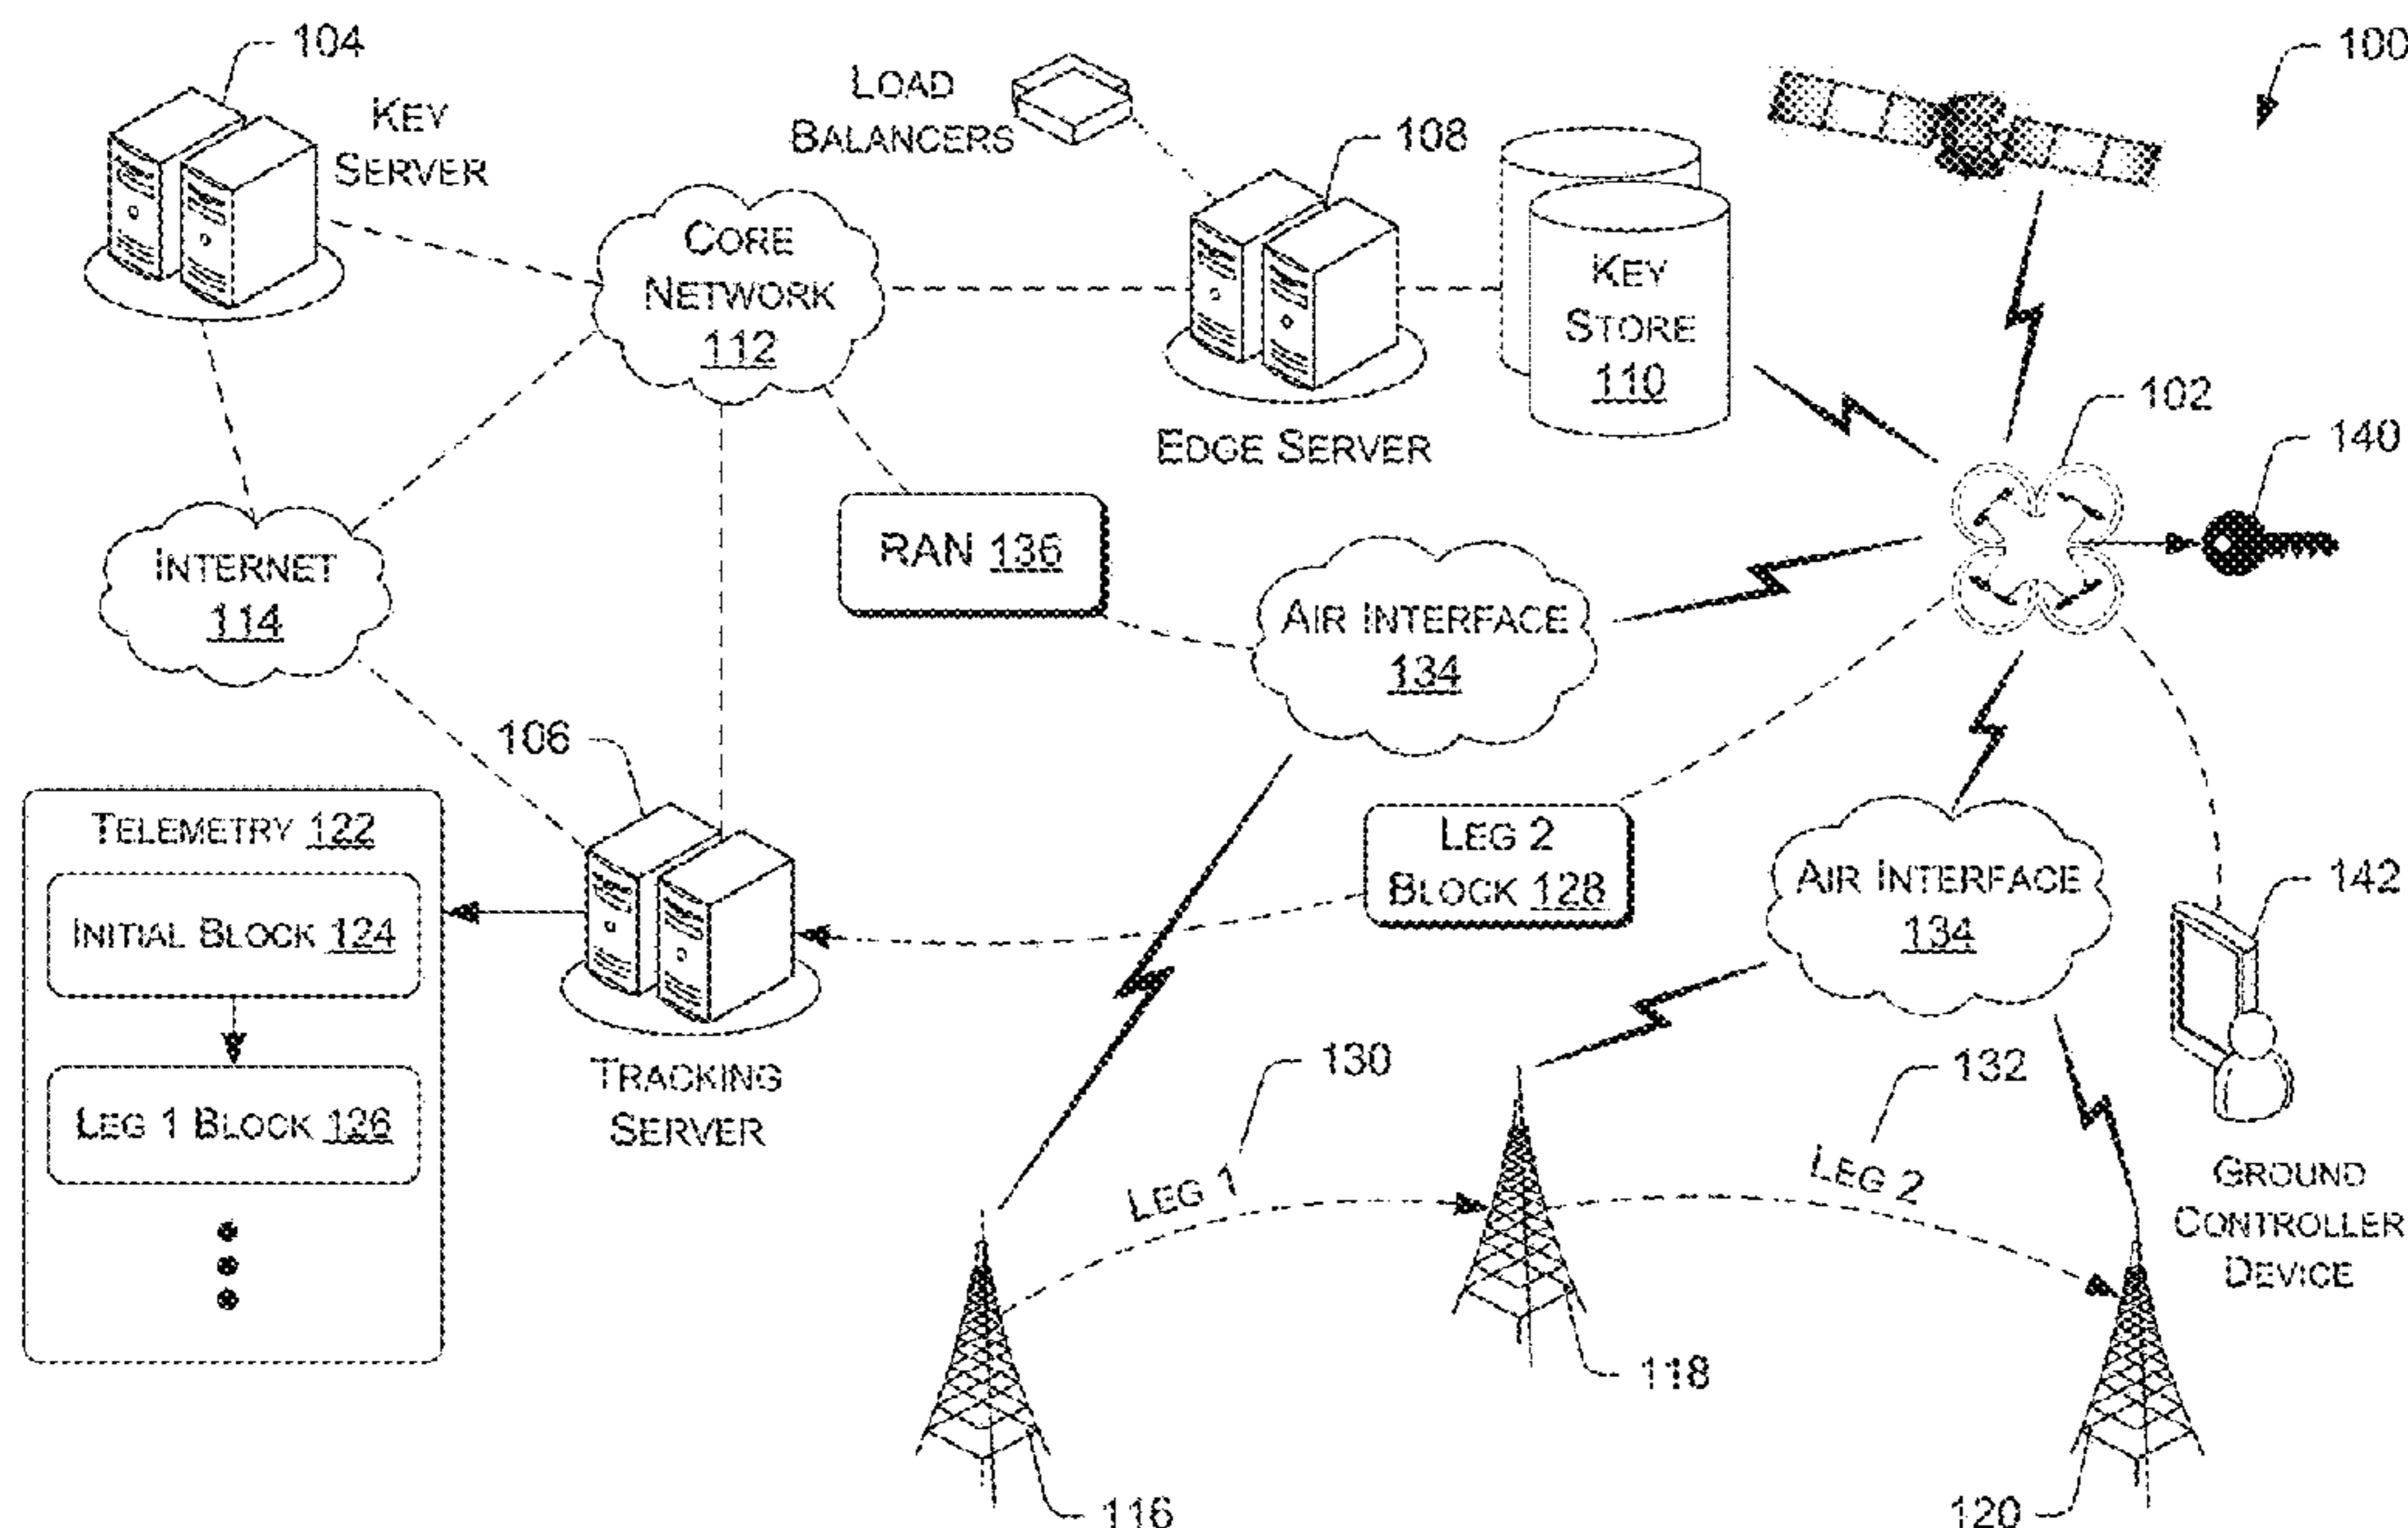 104
KEY
SERVER
LOAD
BALANCERS
108
100
CORE
NETWORK
112
KEY
STORE
110
EDGE SERVER
102
140
INTERNET
114
RAN 136
AIR INTERFACE
134
106
TELEMETRY 122
INITIAL BLOCK 124
LEG 1 BLOCK 126
TRACKING
SERVER
LEG 2
BLOCK 128
AIR INTERFACE
134
142
130
LEG 1
132
LEG 2
GROUND
CONTROLLER
DEVICE
118
116
120